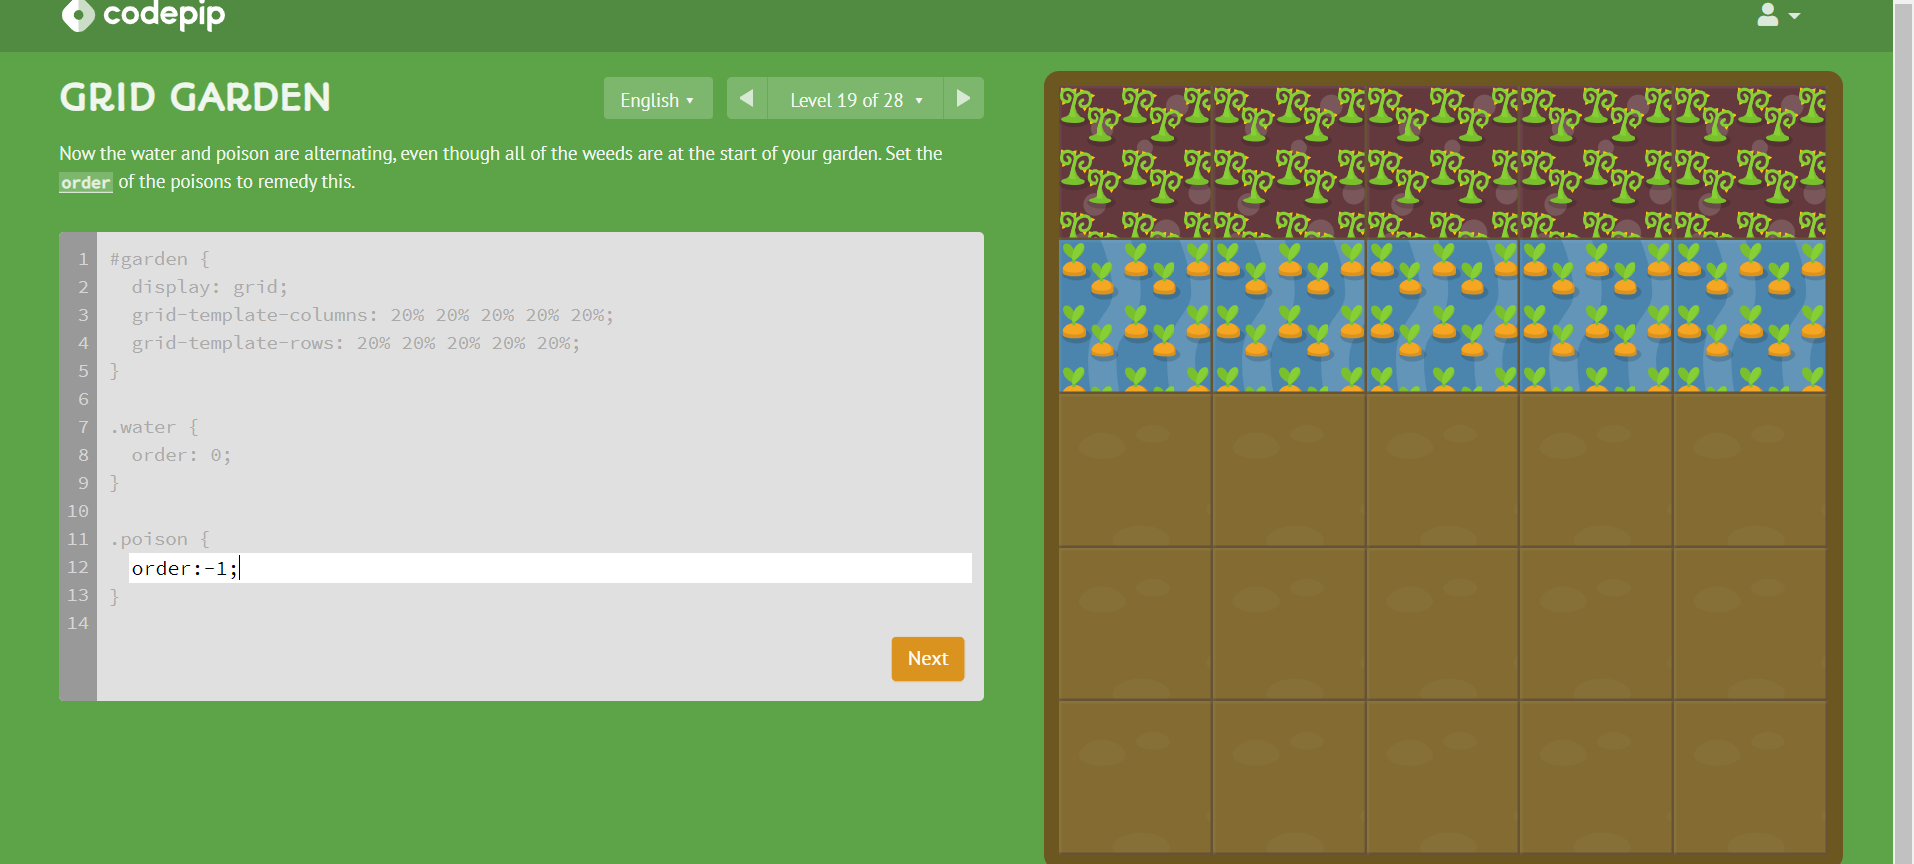 codepip
GRID GARDEN
English ▾
Level 19 of 28 ▾
Now the water and poison are alternating, even though all of the weeds are at the start of your garden. Set the
order of the poisons to remedy this.
1 #garden {
2 display: grid;
3 grid-template-columns: 20% 20% 20% 20% 20%;
4 grid-template-rows: 20% 20% 20% 20% 20%;
5 }
6
7 .water {
8 order: 0;
9 }
10
11 .poison {
12 order:-1;
13 }
14
Next